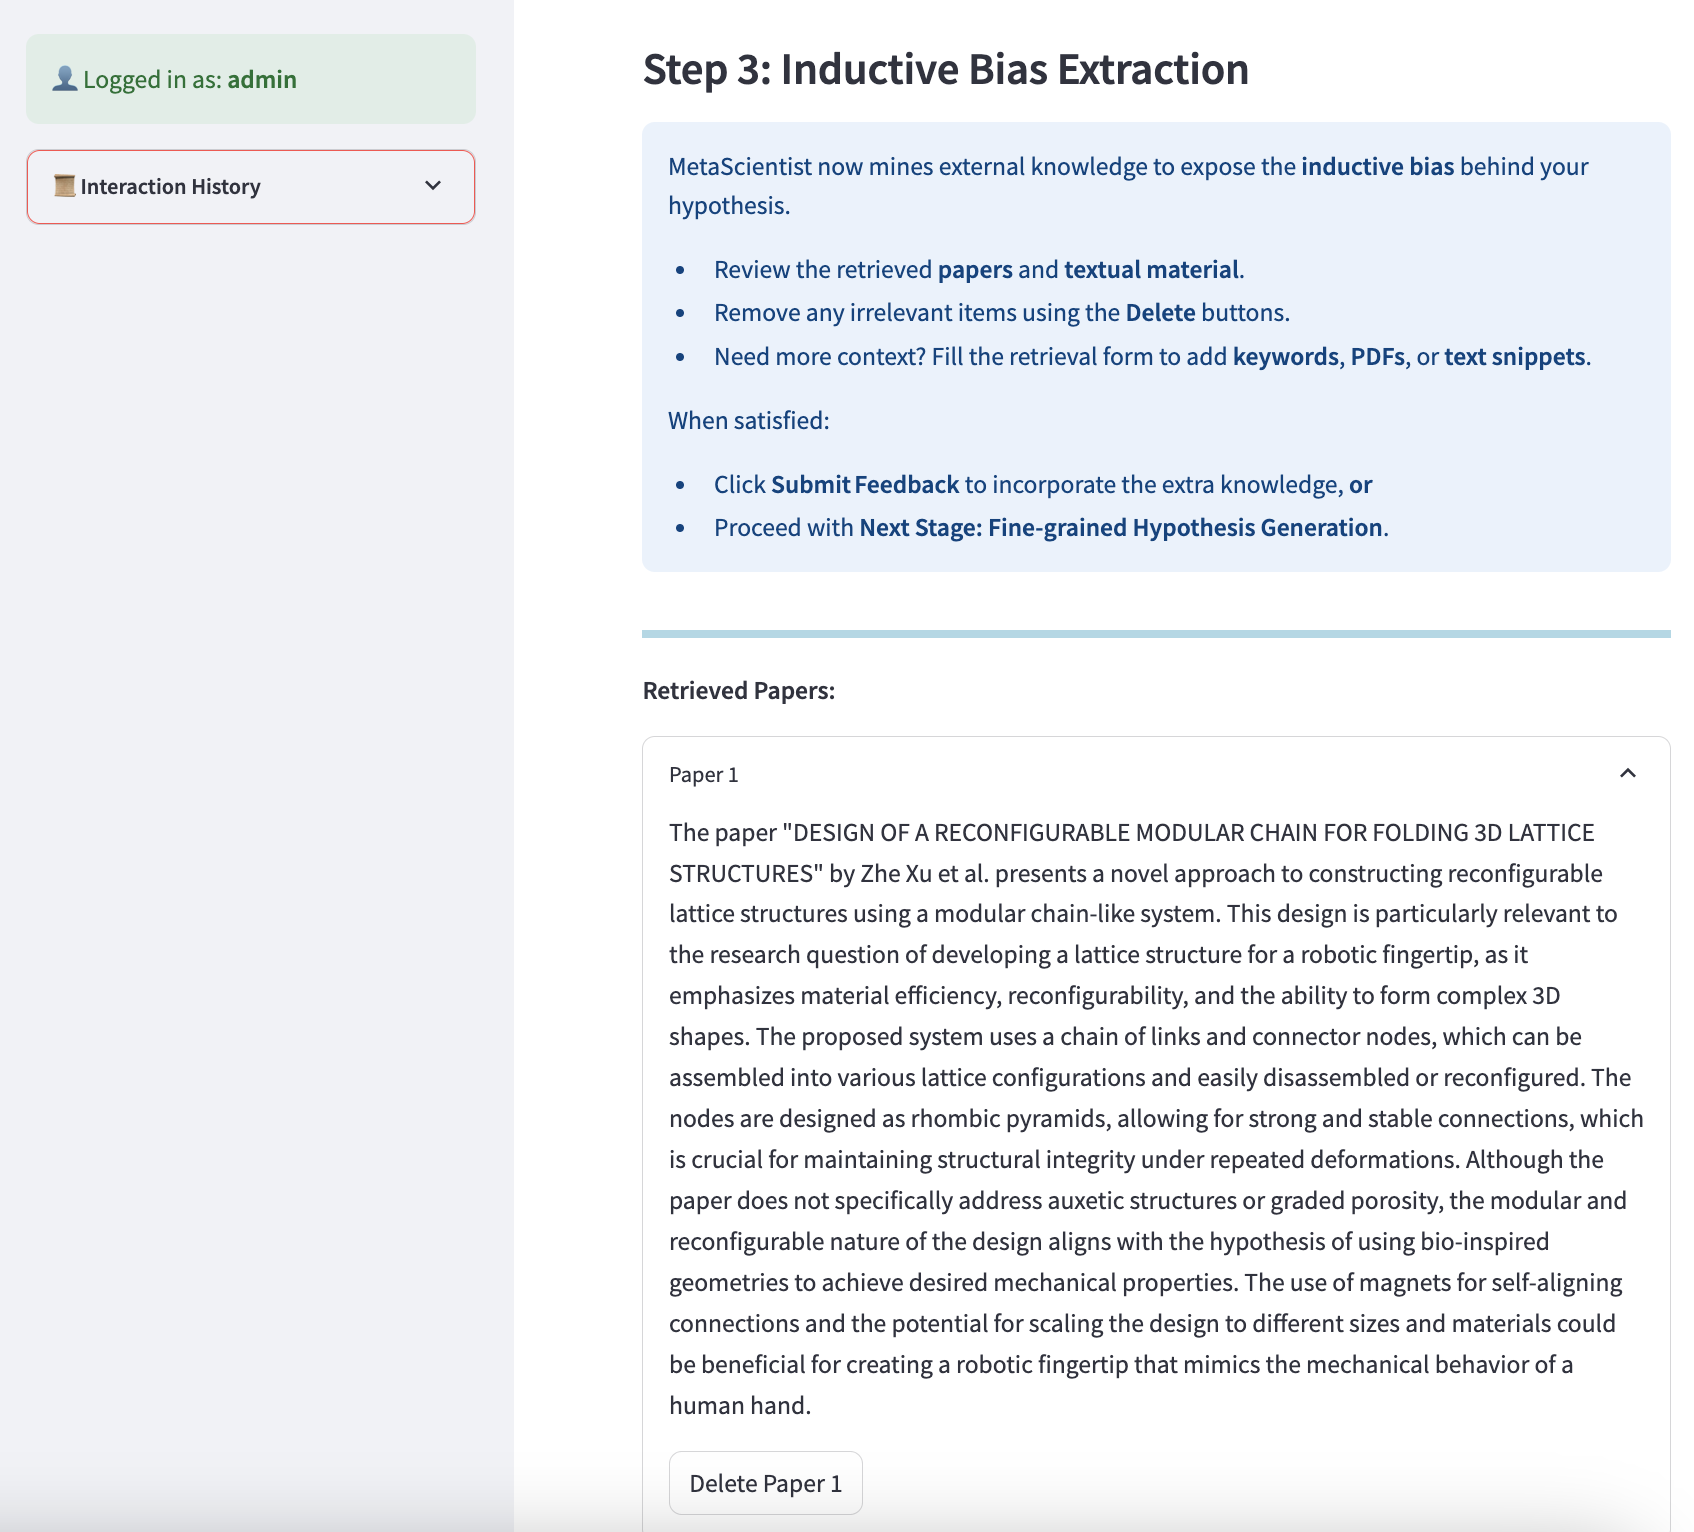 Logged in as: admin
Interaction History
Step 3: Inductive Bias Extraction
MetaScientist now mines external knowledge to expose the inductive bias behind your
hypothesis.
• Review the retrieved papers and textual material.
• Remove any irrelevant items using the Delete buttons.
• Need more context? Fill the retrieval form to add keywords, PDFs, or text snippets.
When satisfied:
• Click Submit Feedback to incorporate the extra knowledge, or
• Proceed with Next Stage: Fine-grained Hypothesis Generation.
Retrieved Papers:
Paper 1
The paper "DESIGN OF A RECONFIGURABLE MODULAR CHAIN FOR FOLDING 3D LATTICE
STRUCTURES" by Zhe Xu et al. presents a novel approach to constructing reconfigurable
lattice structures using a modular chain-like system. This design is particularly relevant to
the research question of developing a lattice structure for a robotic fingertip, as it
emphasizes material efficiency, reconfigurability, and the ability to form complex 3D
shapes. The proposed system uses a chain of links and connector nodes, which can be
assembled into various lattice configurations and easily disassembled or reconfigured. The
nodes are designed as rhombic pyramids, allowing for strong and stable connections, which
is crucial for maintaining structural integrity under repeated deformations. Although the
paper does not specifically address auxetic structures or graded porosity, the modular and
reconfigurable nature of the design aligns with the hypothesis of using bio-inspired
geometries to achieve desired mechanical properties. The use of magnets for self-aligning
connections and the potential for scaling the design to different sizes and materials could
be beneficial for creating a robotic fingertip that mimics the mechanical behavior of a
human hand.
Delete Paper 1